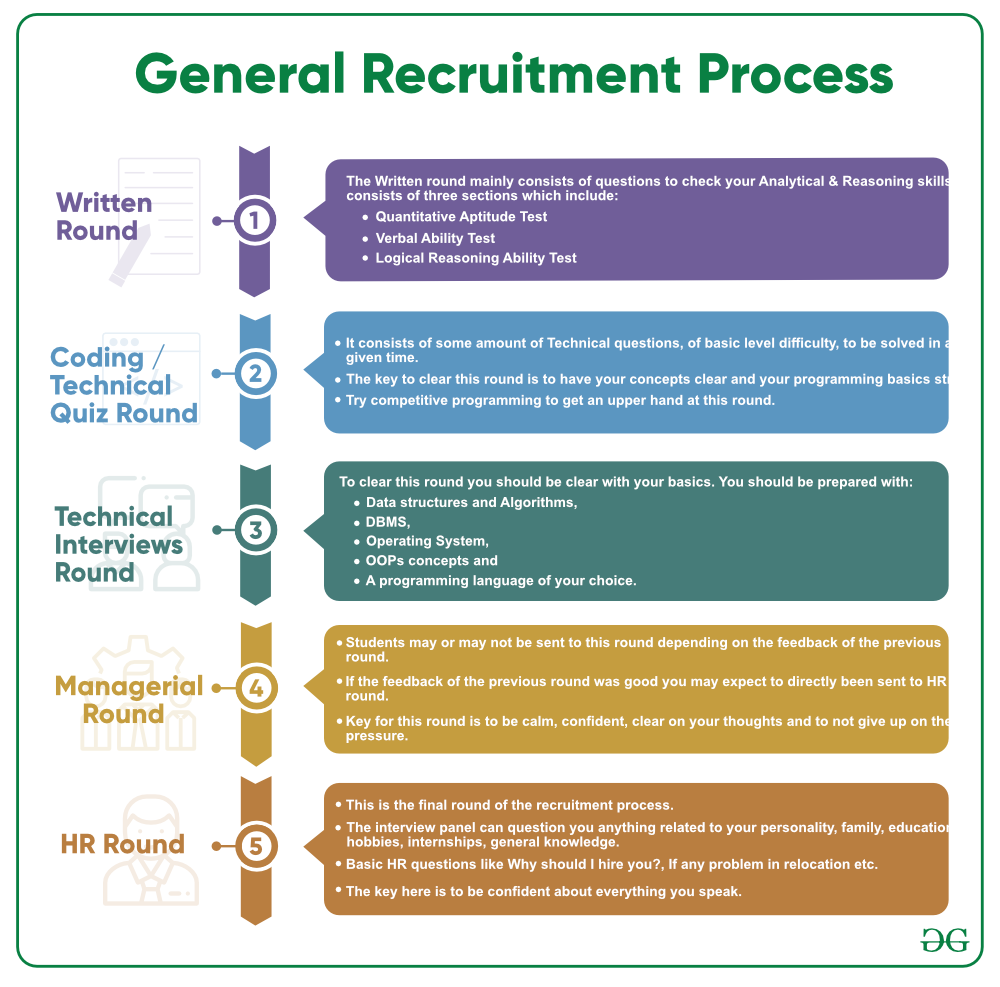 General Recruitment Process
Written
Round
1
The Written round mainly consists of questions to check your Analytical & Reasoning skills
consists of three sections which include:
• Quantitative Aptitude Test
• Verbal Ability Test
• Logical Reasoning Ability Test
Coding /
Technical
Quiz Round
2
• It consists of some amount of Technical questions, of basic level difficulty, to be solved in a
given time.
• The key to clear this round is to have your concepts clear and your programming basics
• Try competitive programming to get an upper hand at this round.
Technical
Interviews
Round
3
To clear this round you should be clear with your basics. You should be prepared with:
• Data structures and Algorithms,
• DBMS,
• Operating System,
• OOPs concepts and
• A programming language of your choice.
Managerial
Round
4
• Students may or may not be sent to this round depending on the feedback of the previous
round.
• If the feedback of the previous round was good you may expect to directly been sent to HR
round.
• Key for this round is to be calm, confident, clear on your thoughts and to not give up on the
pressure.
HR Round
5
• This is the final round of the recruitment process.
• The interview panel can question you anything related to your personality, family, education
hobbies, internships, general knowledge.
• Basic HR questions like Why should I hire you?, If any problem in relocation etc.
• The key here is to be confident about everything you speak.